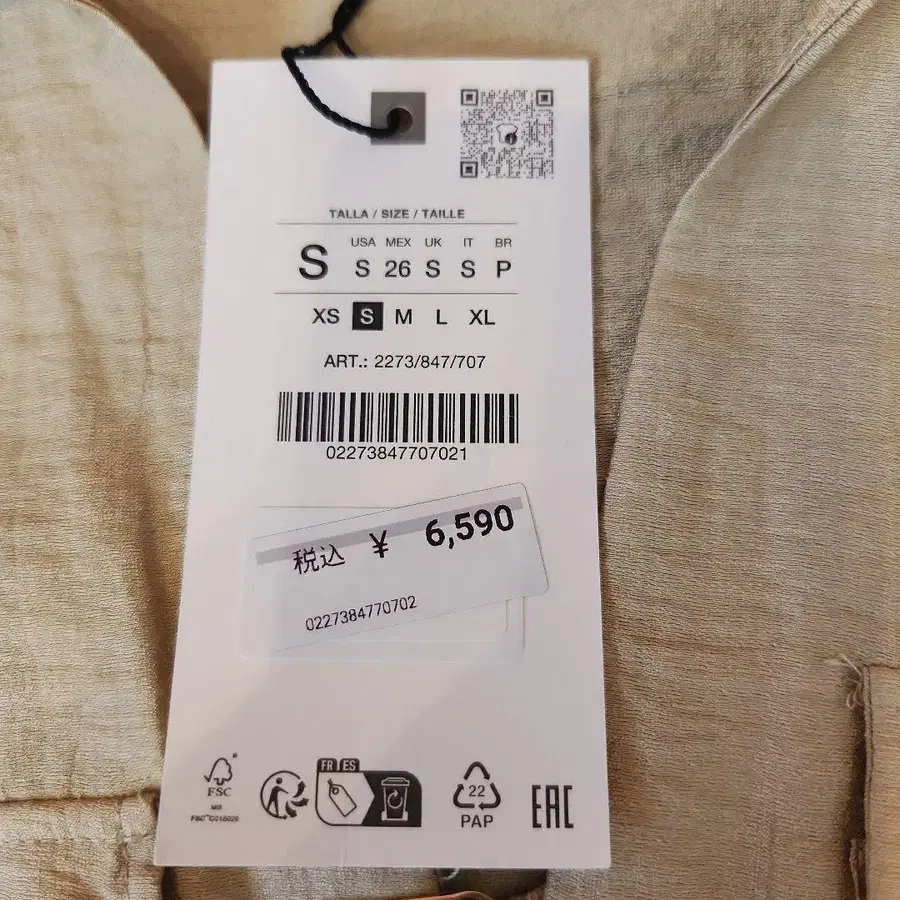 TALLA / SIZE / TAILLE
USA MEX UK IT BR
S S 26 S S P
XS S M L XL
ART.: 2273/847/707
02273847707021
税込 ¥ 6,590
0227384770702
FR ES
FSC
MIX
22
PAP
EAC